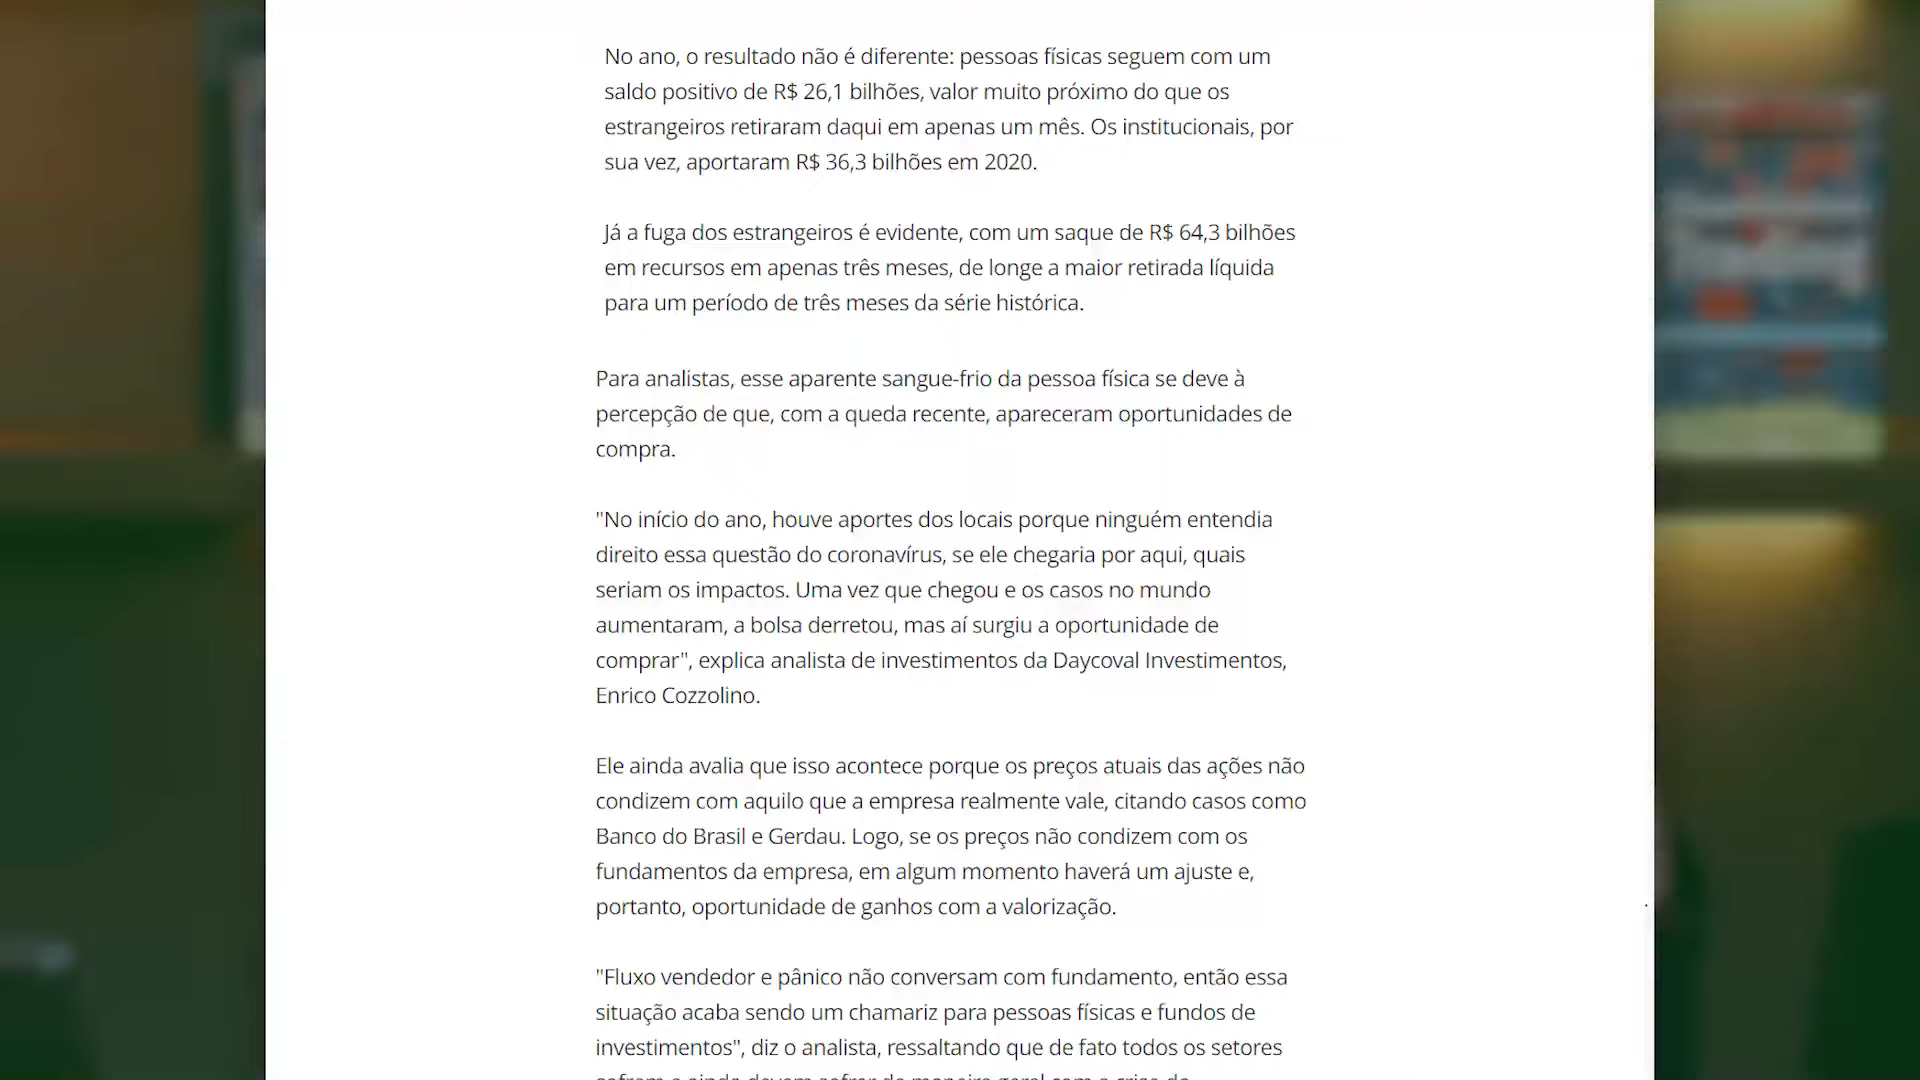 No ano, o resultado não é diferente: pessoas físicas seguem com um
saldo positivo de R$ 26,1 bilhões, valor muito próximo do que os
estrangeiros retiraram daqui em apenas um mês. Os institucionais, por
sua vez, aportaram R$ 36,3 bilhões em 2020.
Já a fuga dos estrangeiros é evidente, com um saque de R$ 64,3 bilhões
em recursos em apenas três meses, de longe a maior retirada líquida
para um período de três meses da série histórica.
Para analistas, esse aparente sangue-frio da pessoa física se deve à
percepção de que, com a queda recente, apareceram oportunidades de
compra.
"No início do ano, houve aportes dos locais porque ninguém entendia
direito essa questão do coronavírus, se ele chegaria por aqui, quais
seriam os impactos. Uma vez que chegou e os casos no mundo
aumentaram, a bolsa derreteu, mas aí surgiu a oportunidade de
comprar", explica analista de investimentos da Daycoval Investimentos,
Enrico Cozzolino.
Ele ainda avalia que isso acontece porque os preços atuais das ações não
condizem com aquilo que a empresa realmente vale, citando casos como
Banco do Brasil e Gerdau. Logo, se os preços não condizem com os
fundamentos da empresa, em algum momento haverá um ajuste e,
portanto, oportunidade de ganhos com a valorização.
"Fluxo vendedor e pânico não conversam com fundamento, então essa
situação acaba sendo um chamariz para pessoas físicas e fundos de
investimentos", diz o analista, ressaltando que de fato todos os setores